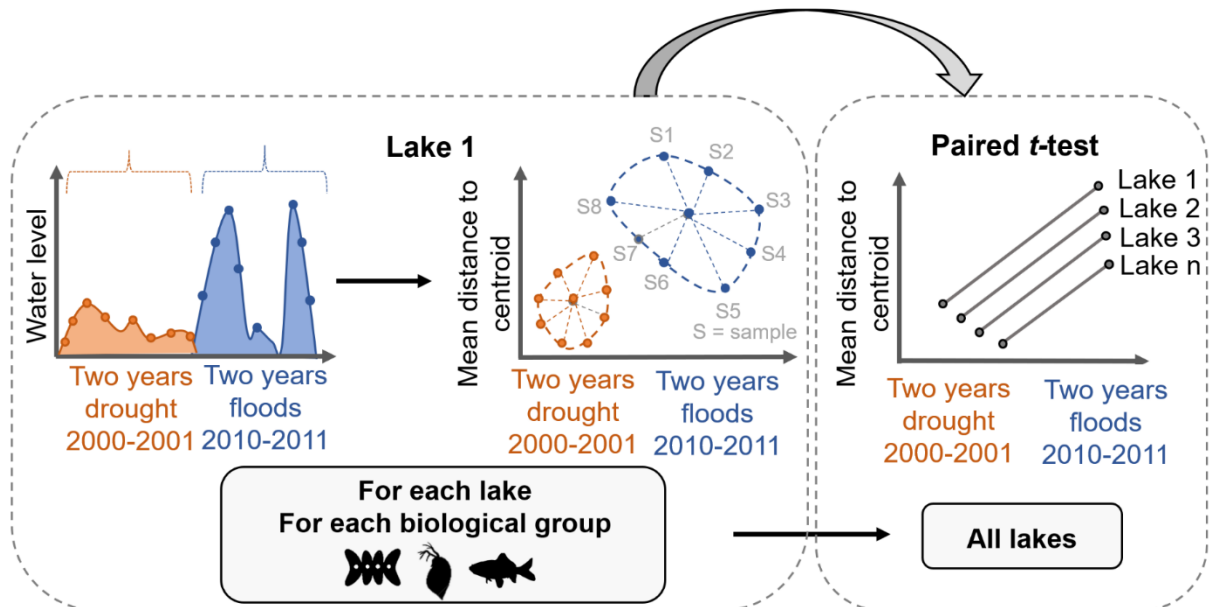 Lake 1
Water level
Two years
drought
2000-2001
Two years
floods
2010-2011
Mean distance to
centroid
S1
S2
S3
S4
S5
S6
S7
S8
S = sample
Two years
drought
2000-2001
Two years
floods
2010-2011
For each lake
For each biological group
Paired t-test
Mean distance to
centroid
Lake 1
Lake 2
Lake 3
Lake n
Two years
drought
2000-2001
Two years
floods
2010-2011
All lakes